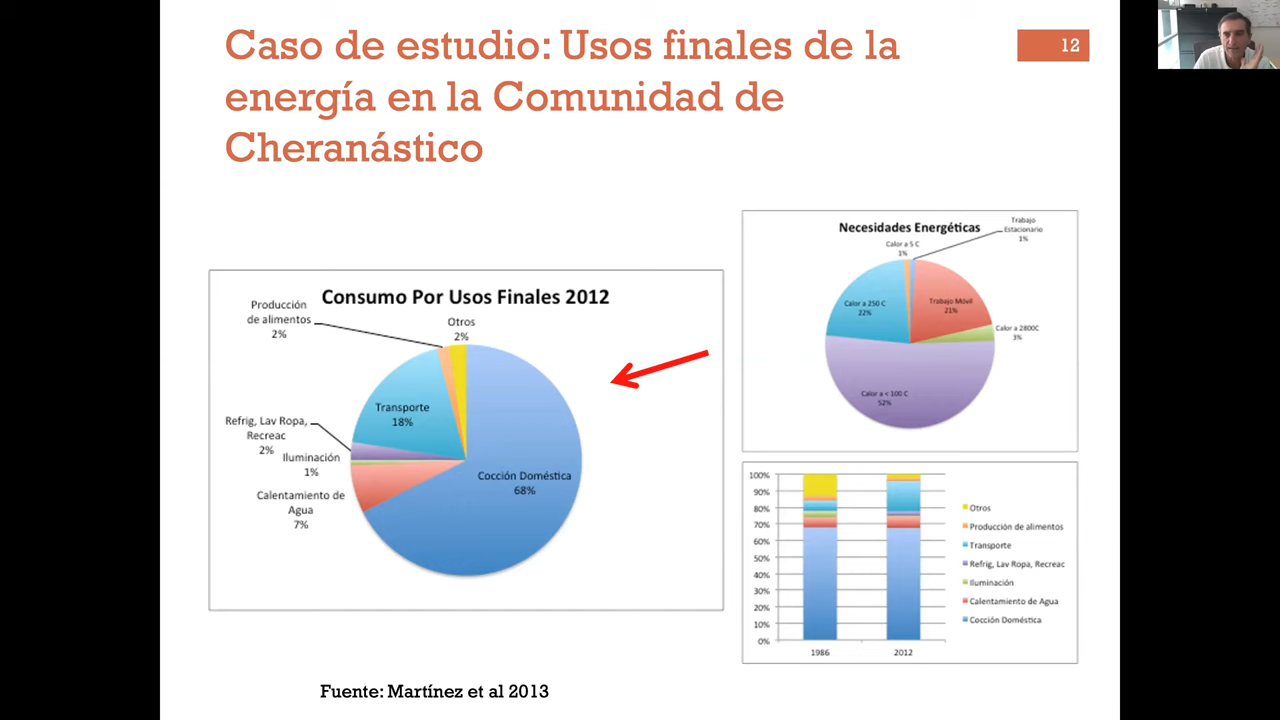 Caso de estudio: Usos finales de la
energía en la Comunidad de
Cheranástico
12
Consumo Por Usos Finales 2012
Producción
de alimentos
2%
Otros
2%
Transporte
18%
Refrig, Lav Ropa,
Recreac
2%
Iluminación
1%
Calentamiento de
Agua
7%
Cocción Doméstica
68%
Necesidades Energéticas
Trabajo
Estacionario
1%
Calor a 5 C
1%
Calor a 250 C
22%
Trabajo Móvil
21%
Calor a 2800C
3%
Calor a < 100 C
52%
100%
90%
80%
70%
60%
50%
40%
30%
20%
10%
0%
1986
2012
Otros
Producción de alimentos
Transporte
Refrig, Lav Ropa, Recreac
Iluminación
Calentamiento de Agua
Cocción Doméstica
Fuente: Martínez et al 2013